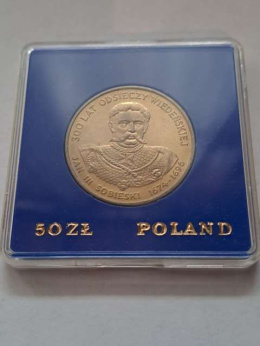 300 LAT ODSIECZY WIEDEŃSKIEJ
JAN III SOBIESKI 1674-1696
50 ZŁ POLAND